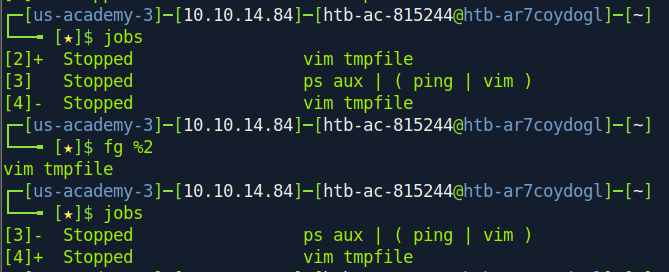 ┌─[us-academy-3]─[10.10.14.84]─[htb-ac-815244@htb-ar7coydogl]─[~]
└──╼ [★]$ jobs
[2]+  Stopped                 vim tmpfile
[3]   Stopped                 ps aux | ( ping | vim )
[4]-  Stopped                 vim tmpfile
┌─[us-academy-3]─[10.10.14.84]─[htb-ac-815244@htb-ar7coydogl]─[~]
└──╼ [★]$ fg %2
vim tmpfile
┌─[us-academy-3]─[10.10.14.84]─[htb-ac-815244@htb-ar7coydogl]─[~]
└──╼ [★]$ jobs
[3]-  Stopped                 ps aux | ( ping | vim )
[4]+  Stopped                 vim tmpfile